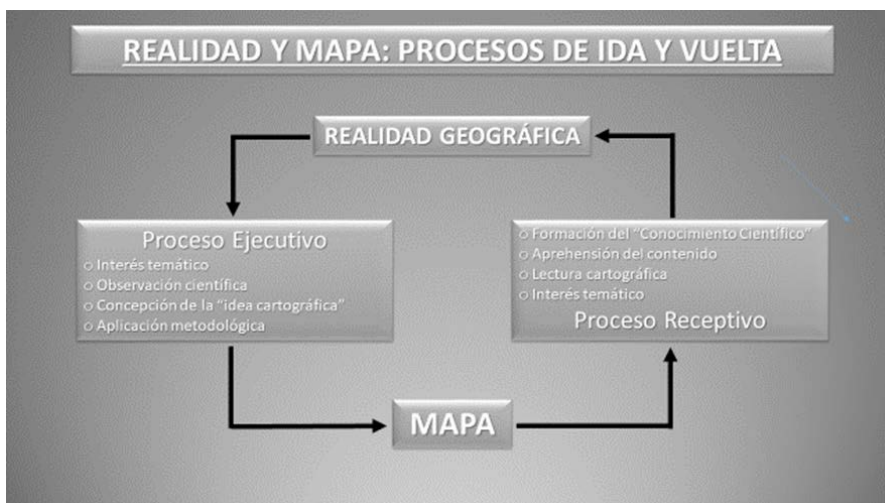 REALIDAD Y MAPA: PROCESOS DE IDA Y VUELTA
REALIDAD GEOGRÁFICA
Proceso Ejecutivo
o Interés temático
o Observación científica
o Concepción de la “idea cartográfica”
o Aplicación metodológica
o Formación del “Conocimiento Científico”
o Aprehensión del contenido
o Lectura cartográfica
o Interés temático
Proceso Receptivo
MAPA